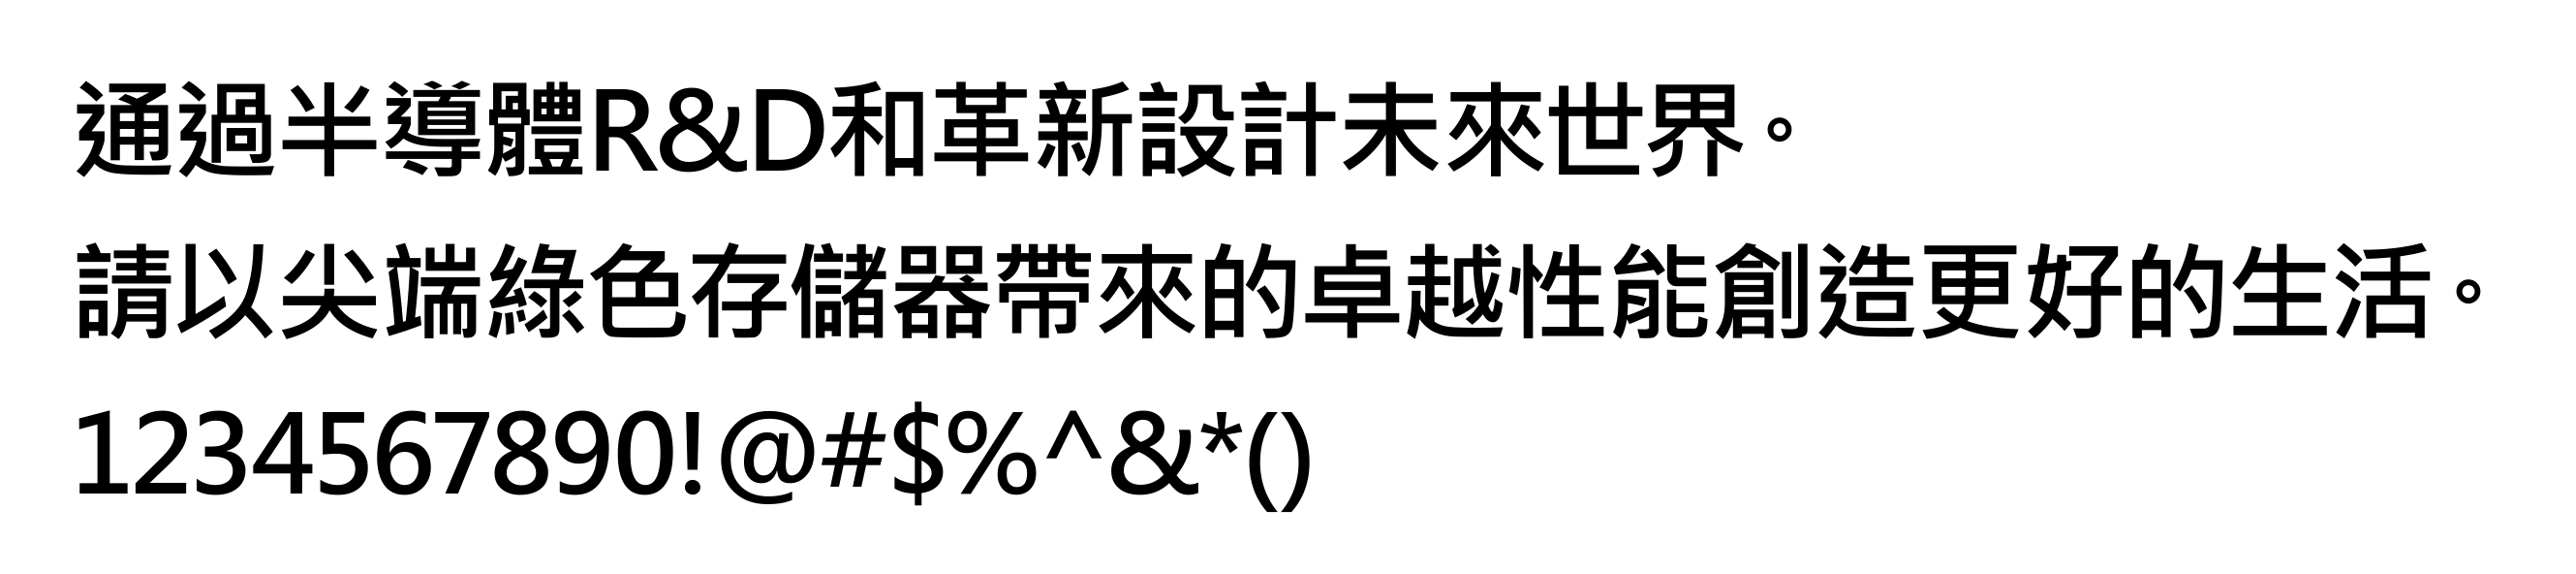 通過半導體R&D和革新設計未來世界。
請以尖端綠色存儲器帶來的卓越性能創造更好的生活。
1234567890!@#$%^&*()